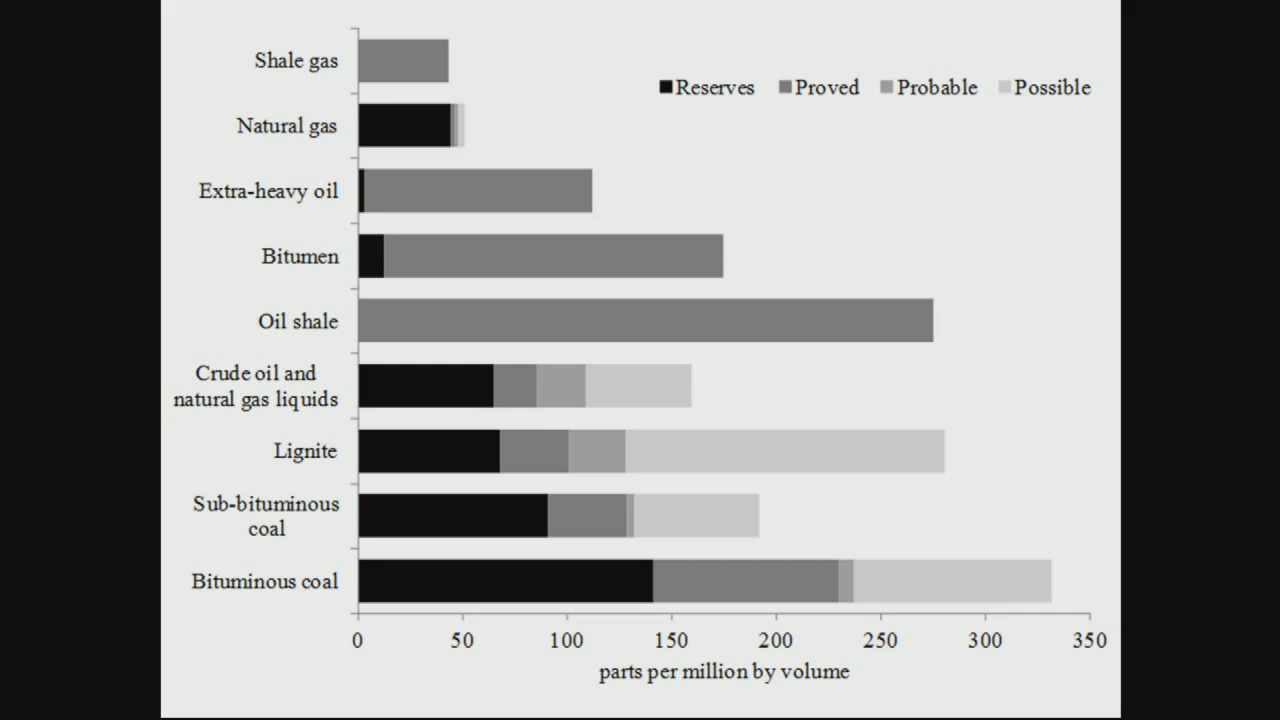 Shale gas
Reserves Proved Probable Possible
Natural gas
Extra-heavy oil
Bitumen
Oil shale
Crude oil and
natural gas liquids
Lignite
Sub-bituminous
coal
Bituminous coal
0 50 100 150 200 250 300 350
parts per million by volume